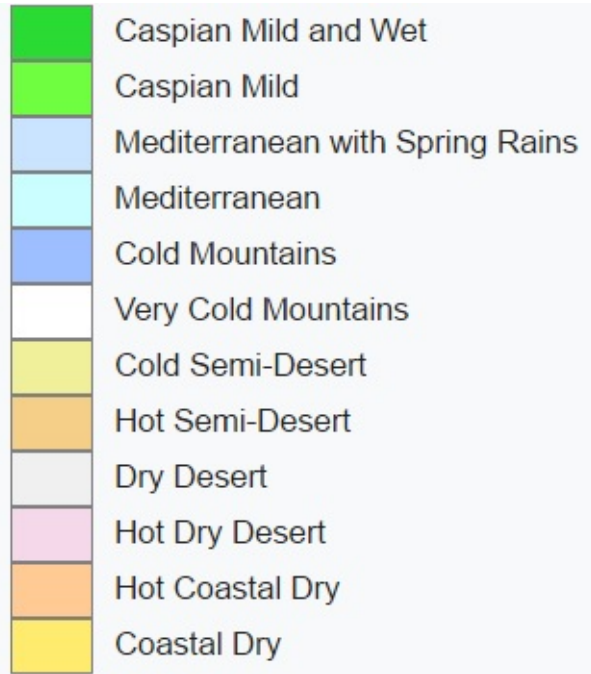 Caspian Mild and Wet
Caspian Mild
Mediterranean with Spring Rains
Mediterranean
Cold Mountains
Very Cold Mountains
Cold Semi-Desert
Hot Semi-Desert
Dry Desert
Hot Dry Desert
Hot Coastal Dry
Coastal Dry